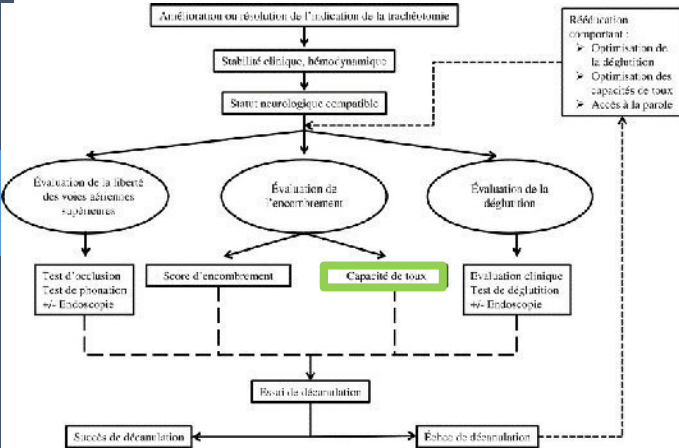 Amélioration ou résolution de l'indication de la trachéotomie
Stabilité clinique, hémodynamique
Statut neurologique compatible
Rééducation
comportant :
➢ Optimisation de
la déglutition
➢ Optimisation des
capacités de toux
➢ Accès à la parole
Évaluation de la liberté
des voies aériennes
supérieures
Évaluation de
l'encombrement
Évaluation de la
déglutition
Test d'occlusion
Test de phonation
+/- Endoscopie
Score d'encombrement
Capacité de toux
Evaluation clinique
Test de déglutition
+/- Endoscopie
Essai de décanulation
Succès de décanulation
Échec de décanulation